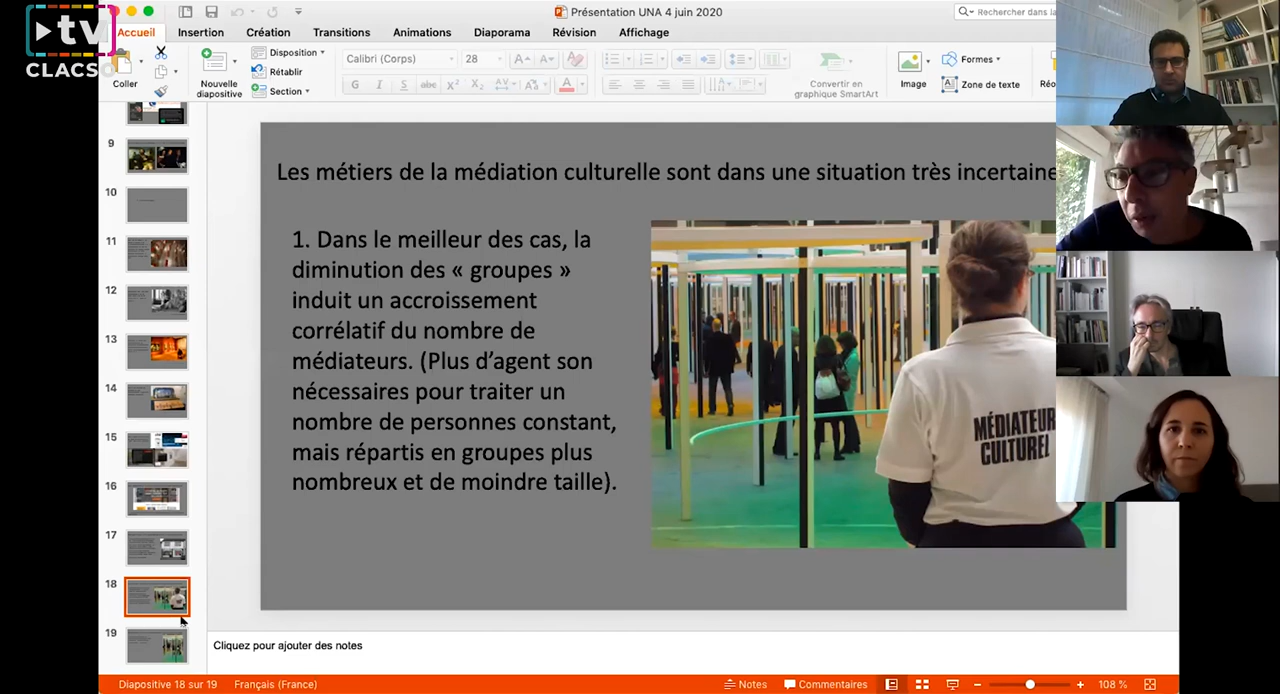 tv
CLACSO
Présentation UNA 4 juin 2020
Rechercher dans la
Accueil
Insertion
Création
Transitions
Animations
Diaporama
Révision
Affichage
Coller
Nouvelle
diapositive
Disposition
Rétablir
Section
Calibri (Corps)
28
Convertir en
graphique SmartArt
Image
Formes
Zone de texte
9
10
11
12
13
14
15
16
17
18
19
Les métiers de la médiation culturelle sont dans une situation très incertaine
1. Dans le meilleur des cas, la
diminution des « groupes »
induit un accroissement
corrélatif du nombre de
médiateurs. (Plus d’agent son
nécessaires pour traiter un
nombre de personnes constant,
mais répartis en groupes plus
nombreux et de moindre taille).
MÉDIATEUR
CULTUREL
Cliquez pour ajouter des notes
Diapositive 18 sur 19
Français (France)
Notes
Commentaires
108 %